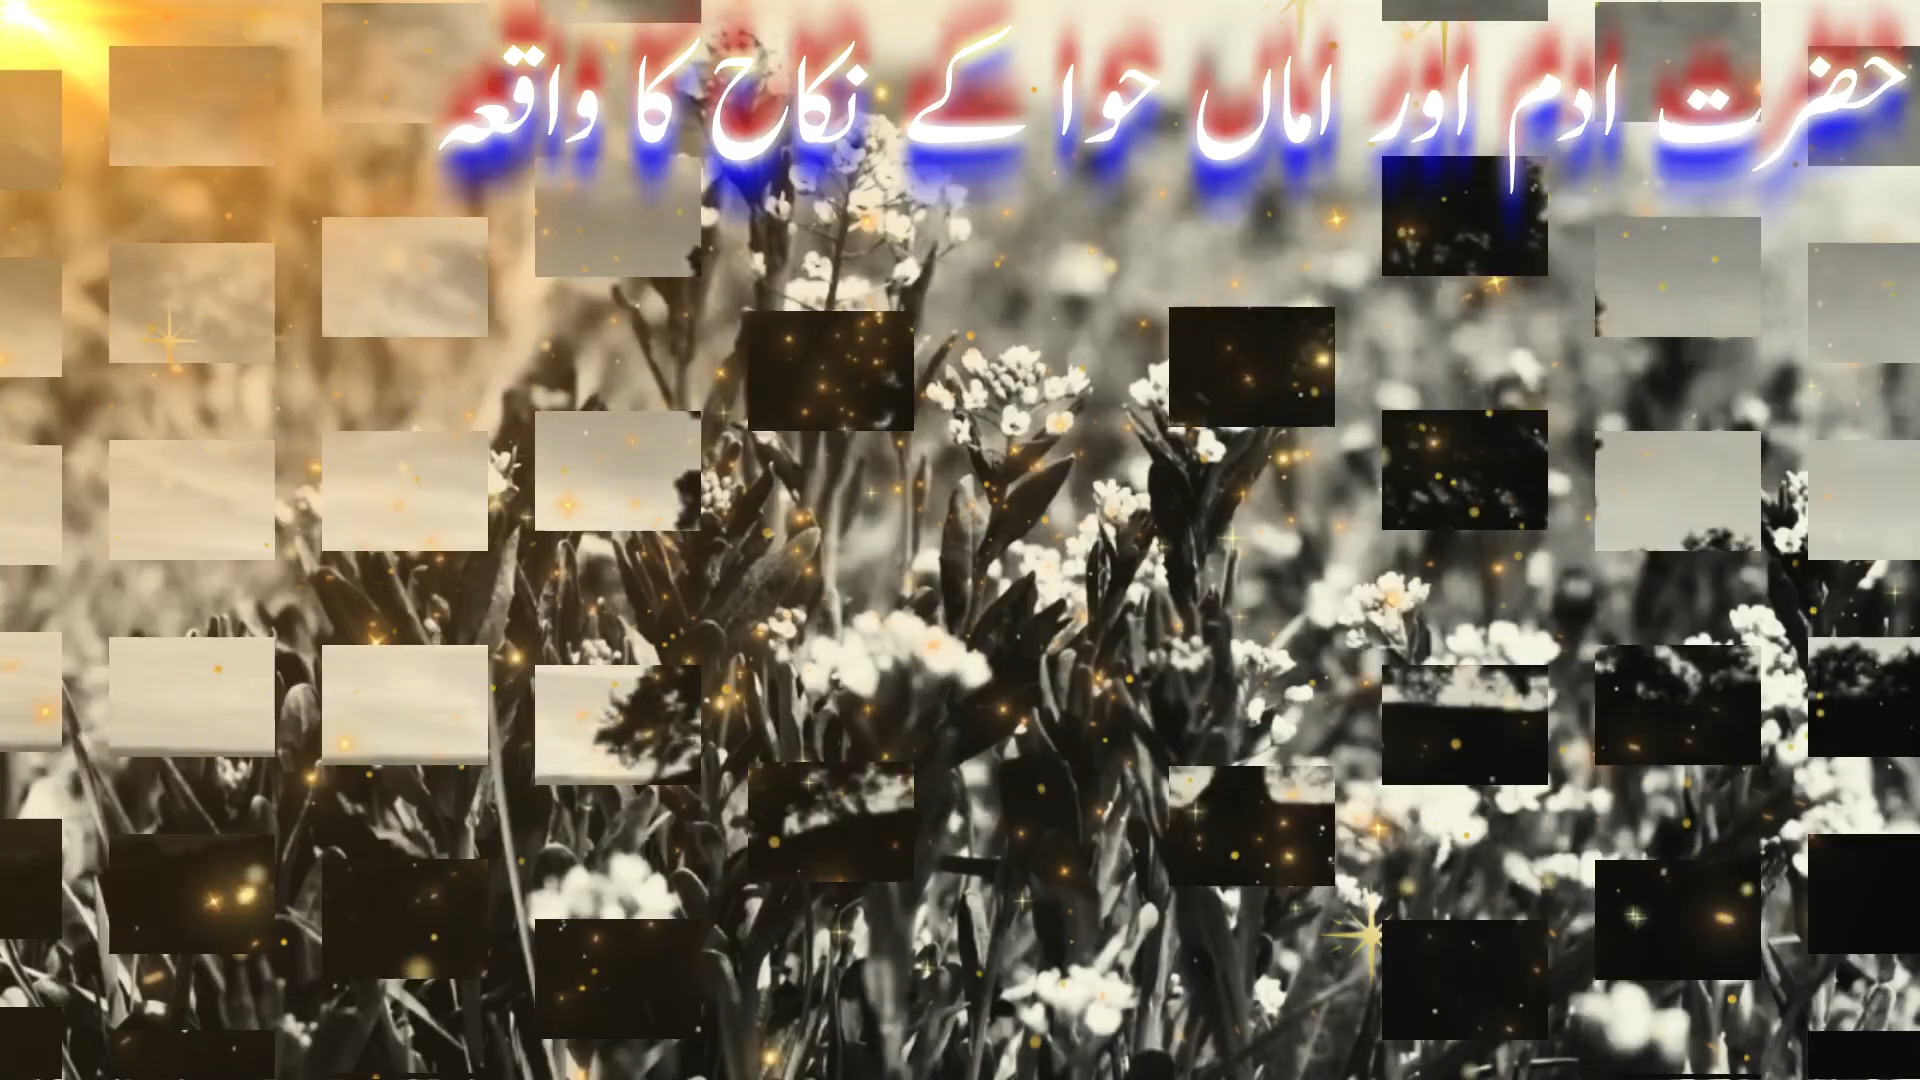 حضرت ادم اور اماں حوا کے نکاح کا واقعہ